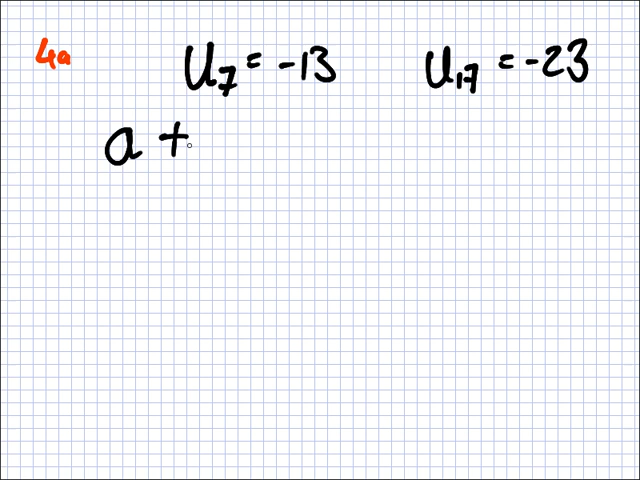 4a U₇ = -13 U₁₇ = -23
a +